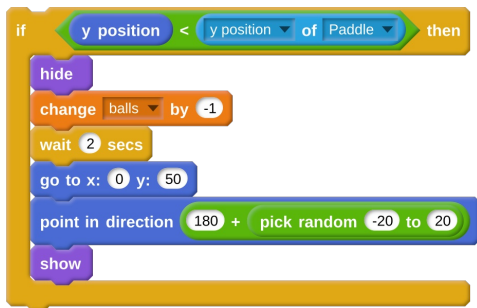 if y position < y position of Paddle then
hide
change balls by -1
wait 2 secs
go to x: 0 y: 50
point in direction 180 + pick random -20 to 20
show